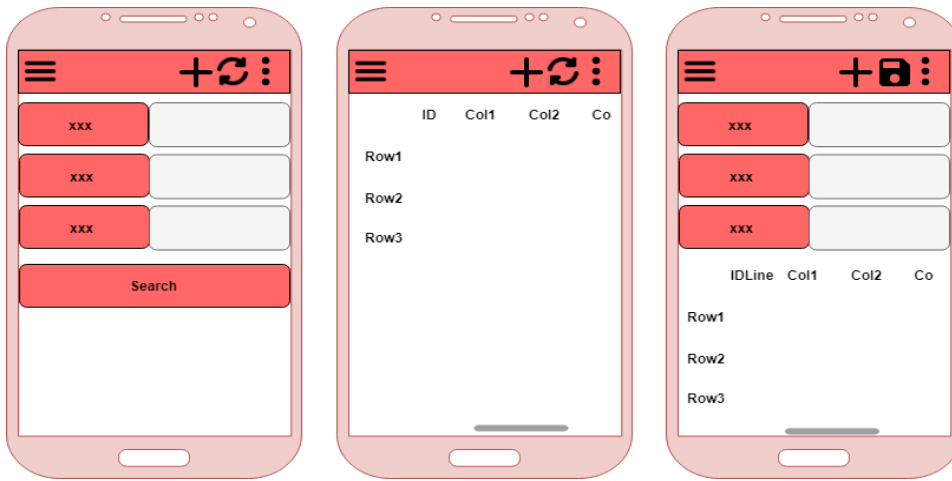 xxx
xxx
xxx
Search
ID Col1 Col2 Co
Row1
Row2
Row3
xxx
xxx
xxx
IDLine Col1 Col2 Co
Row1
Row2
Row3